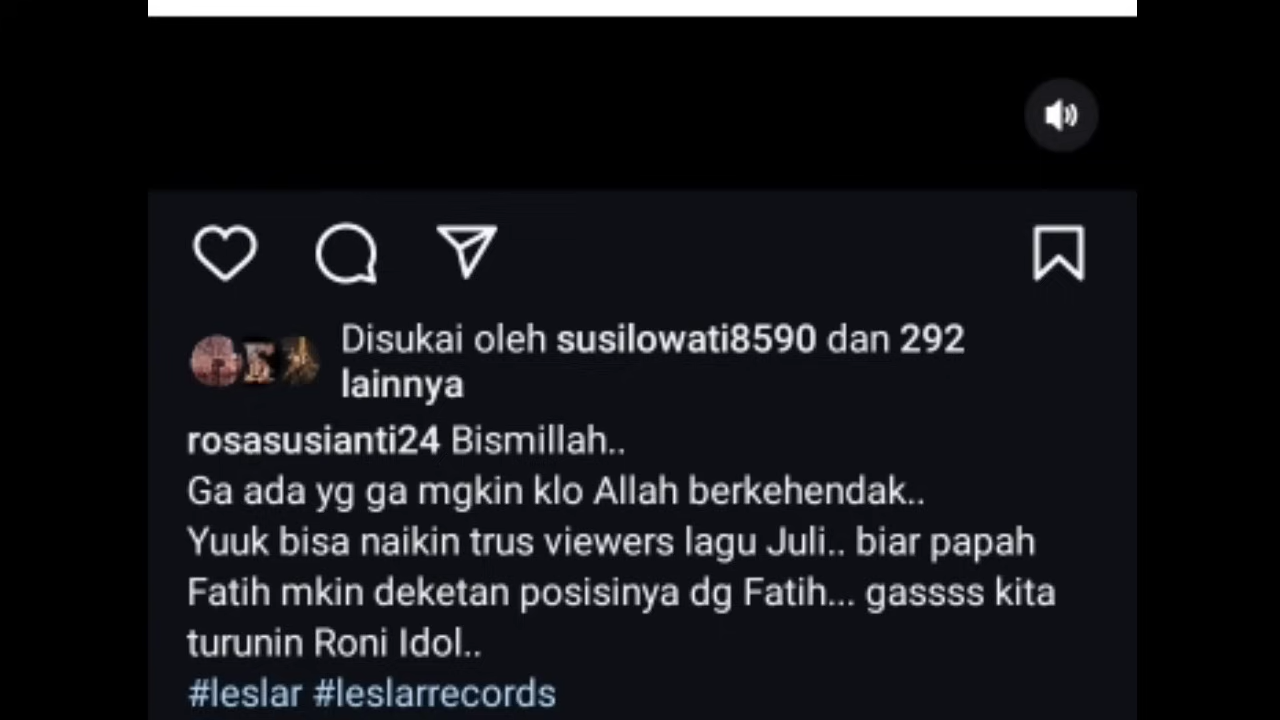 Disukai oleh susilowati8590 dan 292
lainnya
rosasusianti24 Bismillah..
Ga ada yg ga mgkin klo Allah berkehendak..
Yuuk bisa naikin trus viewers lagu Juli.. biar papah
Fatih mkin deketan posisinya dg Fatih... gassss kita
turunin Roni Idol..
#leslar #leslarrecords